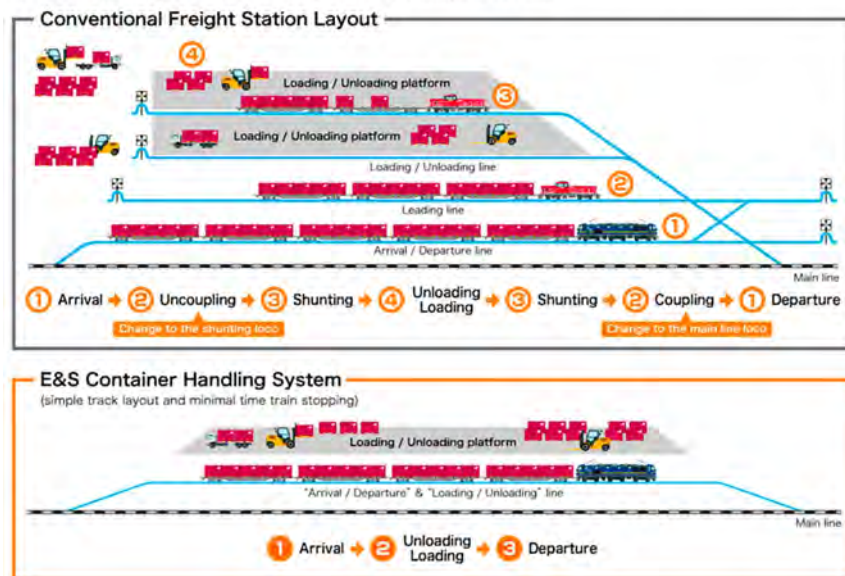 Conventional Freight Station Layout
④
Loading / Unloading platform
③
Loading / Unloading platform
Loading / Unloading line
②
Leading line
①
Arrival / Departure line
Main line
① Arrival ② Uncoupling ③ Shunting ④ Unloading Loading ③ Shunting ② Coupling ① Departure
Change to the shunting loco
Change to the main line loco
E&S Container Handling System
(simple track layout and minimal time train stopping)
Loading / Unloading platform
"Arrival / Departure" & "Loading / Unloading" line
Main line
❶ Arrival ❷ Unloading Loading ❸ Departure